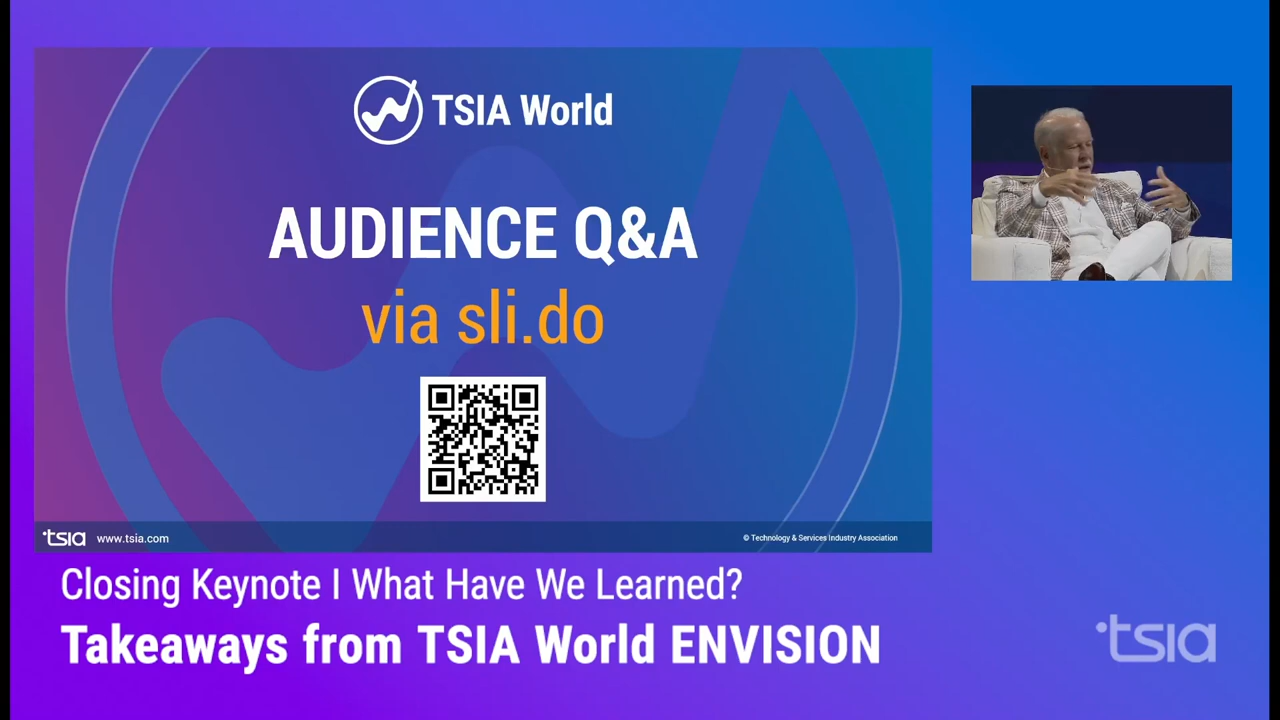 TSIA World
AUDIENCE Q&A
via sli.do
tsia www.tsia.com
© Technology & Services Industry Association
Closing Keynote I What Have We Learned?
Takeaways from TSIA World ENVISION
tsia